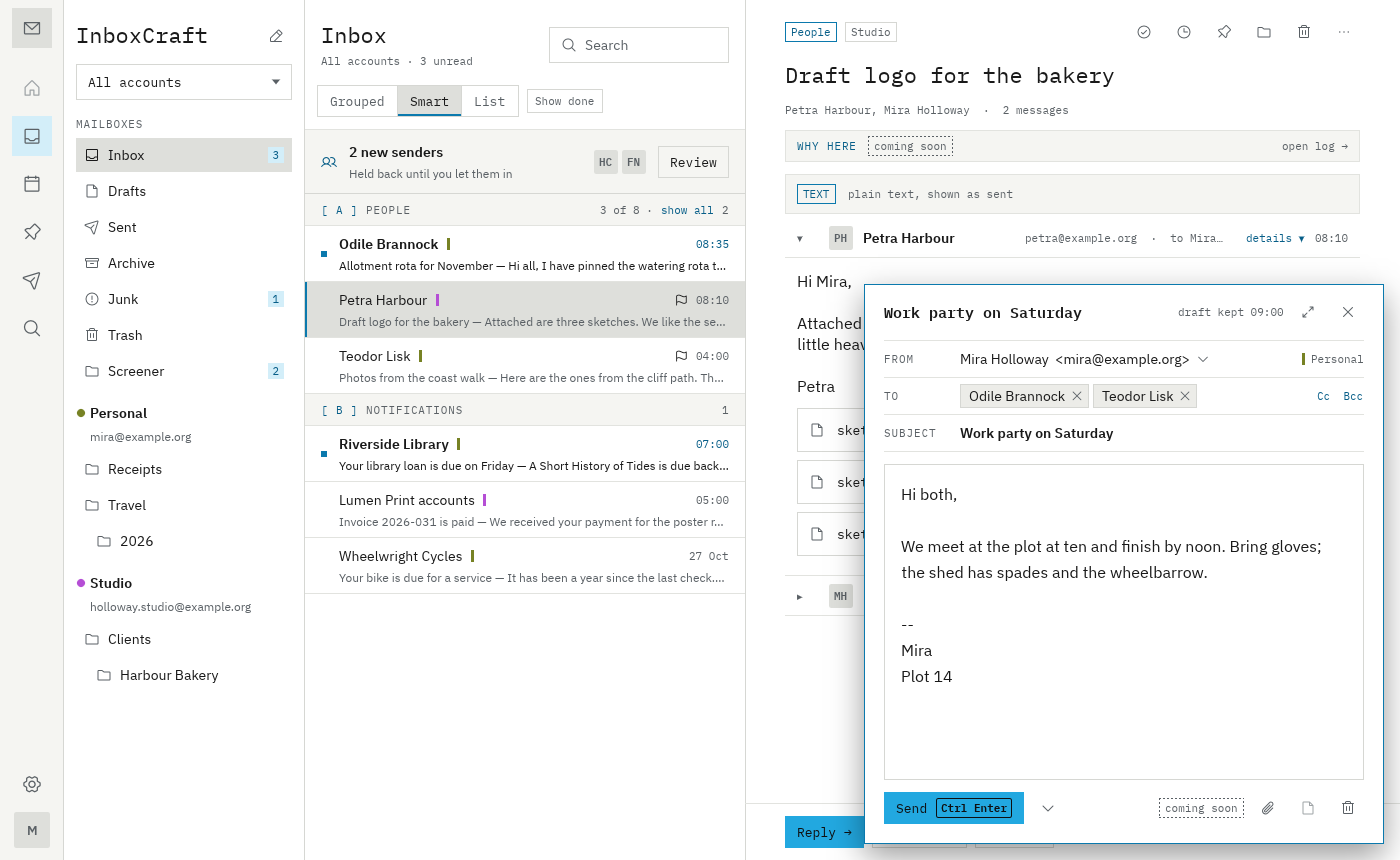 InboxCraft
All accounts
MAILBOXES
Inbox 3
Drafts
Sent
Archive
Junk 1
Trash
Screener 2
Personal
mira@example.org
Receipts
Travel
2026
Studio
holloway.studio@example.org
Clients
Harbour Bakery
M
Inbox
All accounts · 3 unread
Search
Grouped Smart List Show done
2 new senders
Held back until you let them in
HC FN Review
[ A ] PEOPLE 3 of 8 · show all 2
Odile Brannock 08:35
Allotment rota for November — Hi all, I have pinned the watering rota t…
Petra Harbour 08:10
Draft logo for the bakery — Attached are three sketches. We like the se…
Teodor Lisk 04:00
Photos from the coast walk — Here are the ones from the cliff path. Th…
[ B ] NOTIFICATIONS 1
Riverside Library 07:00
Your library loan is due on Friday — A Short History of Tides is due back…
Lumen Print accounts 05:00
Invoice 2026-031 is paid — We received your payment for the poster r…
Wheelwright Cycles 27 Oct
Your bike is due for a service — It has been a year since the last check.…
People Studio
Draft logo for the bakery
Petra Harbour, Mira Holloway · 2 messages
WHY HERE coming soon open log →
TEXT plain text, shown as sent
PH Petra Harbour petra@example.org · to Mira… details ▾ 08:10
Hi Mira,
Attached
little
Petra
MH
Reply →
Work party on Saturday draft kept 09:00
FROM Mira Holloway <mira@example.org> Personal
TO Odile Brannock Teodor Lisk Cc Bcc
SUBJECT Work party on Saturday
Hi both,
We meet at the plot at ten and finish by noon. Bring gloves;
the shed has spades and the wheelbarrow.
--
Mira
Plot 14
Send Ctrl Enter coming soon